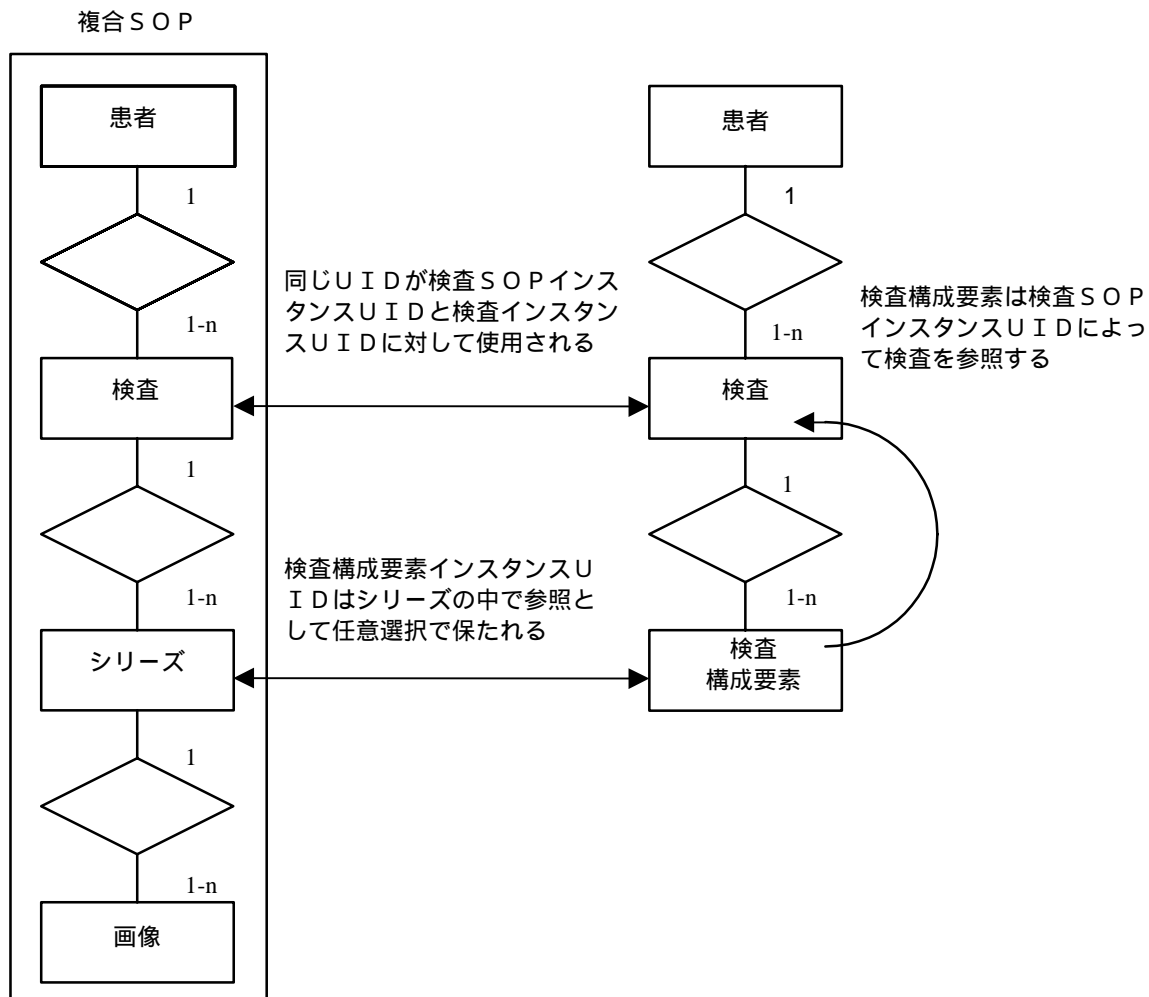 複合ＳＯＰ
患者
1
1-n
検査
1
1-n
シリーズ
1
1-n
画像
同じＵＩＤが検査ＳＯＰインス
タンスＵＩＤと検査インスタン
スＵＩＤに対して使用される
検査構成要素インスタンスＵ
ＩＤはシリーズの中で参照と
して任意選択で保たれる
患者
1
1-n
検査
1
1-n
検査
構成要素
検査構成要素は検査ＳＯＰ
インスタンスＵＩＤによっ
て検査を参照する